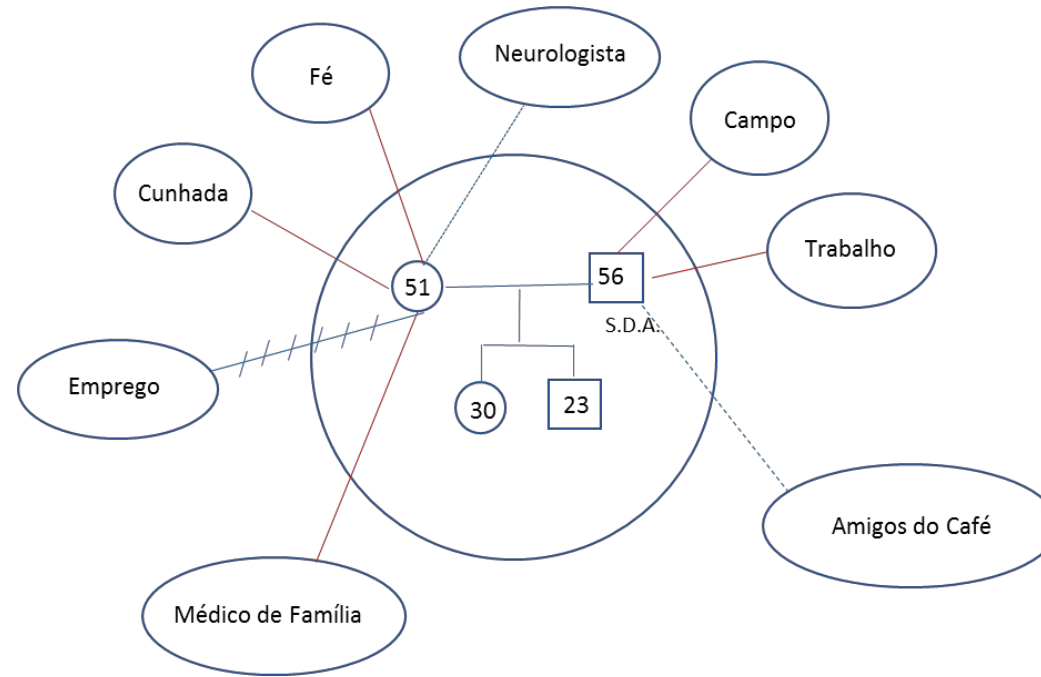 Neurologista
Fé
Campo
Cunhada
Trabalho
51
56
S.D.A.
Emprego
30
23
Amigos do Café
Médico de Família